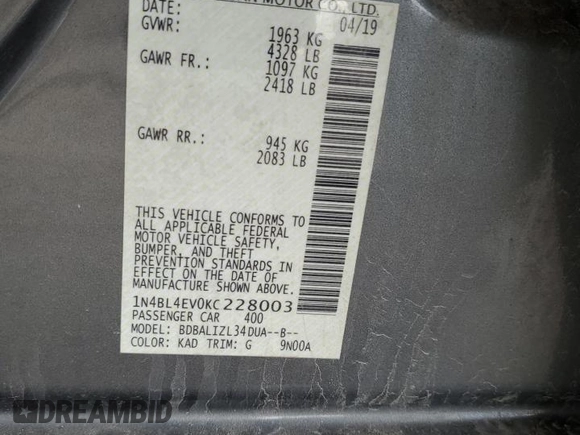 MOTOR CO., LTD.
DATE: 04/19
GVWR: 1963 KG
4328 LB
GAWR FR.: 1097 KG
2418 LB
GAWR RR.: 945 KG
2083 LB
THIS VEHICLE CONFORMS TO
ALL APPLICABLE FEDERAL
MOTOR VEHICLE SAFETY,
BUMPER, AND THEFT
PREVENTION STANDARDS IN
EFFECT ON THE DATE OF
MANUFACTURE SHOWN ABOVE.
1N4BL4EV0KC228003
PASSENGER CAR 400
MODEL: BDBALIZL34DUA--B--
COLOR: KAD TRIM: G 9N00A
DREAMBID